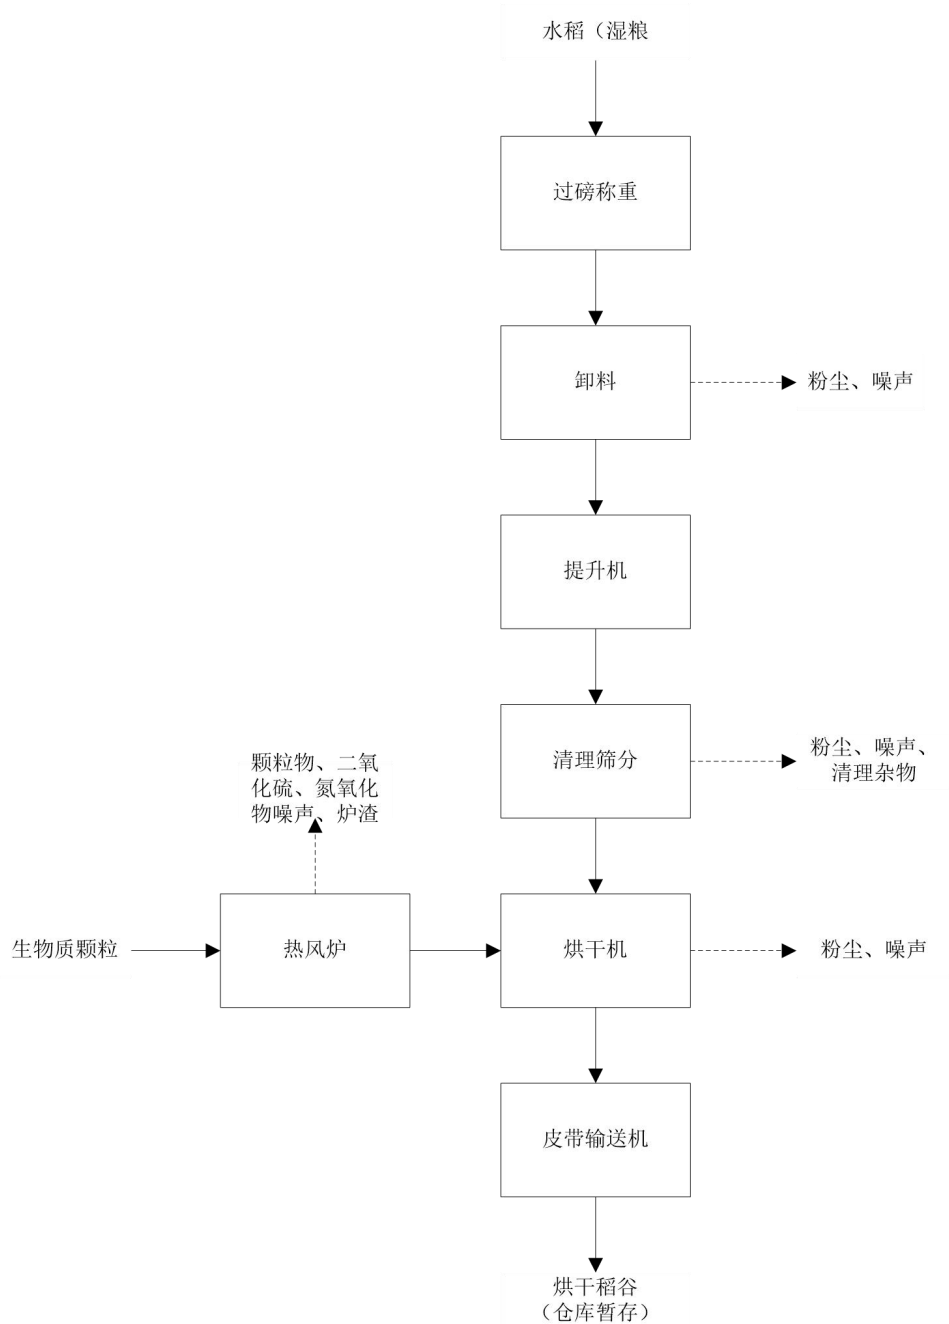 水稻（湿粮
过磅称重
卸料
粉尘、噪声
提升机
清理筛分
粉尘、噪声、
清理杂物
颗粒物、二氧
化硫、氮氧化
物噪声、炉渣
生物质颗粒
热风炉
烘干机
粉尘、噪声
皮带输送机
烘干稻谷
（仓库暂存）